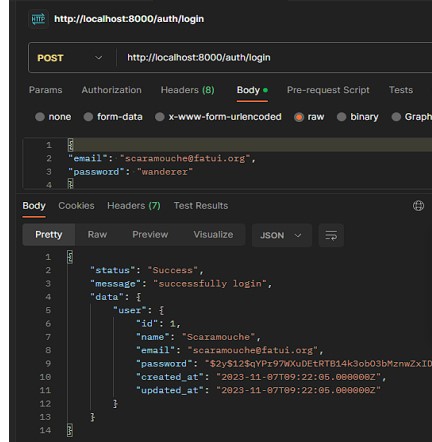 HTTP http://localhost:8000/auth/login
POST http://localhost:8000/auth/login
Params Authorization Headers (8) Body Pre-request Script Tests
none form-data x-www-form-urlencoded raw binary Graph
1 {
2 "email": "scaramouche@fatui.org",
3 "password": "wanderer"
4 }
Body Cookies Headers (7) Test Results
Pretty Raw Preview Visualize JSON
1 {
2 "status": "Success",
3 "message": "successfully login",
4 "data": {
5 "user": {
6 "id": 1,
7 "name": "Scaramouche",
8 "email": "scaramouche@fatui.org",
9 "password":
10 "created_at": "2023-11-07T09:22:05.000000Z",
11 "updated_at": "2023-11-07T09:22:05.000000Z"
12 }
13 }
14 }